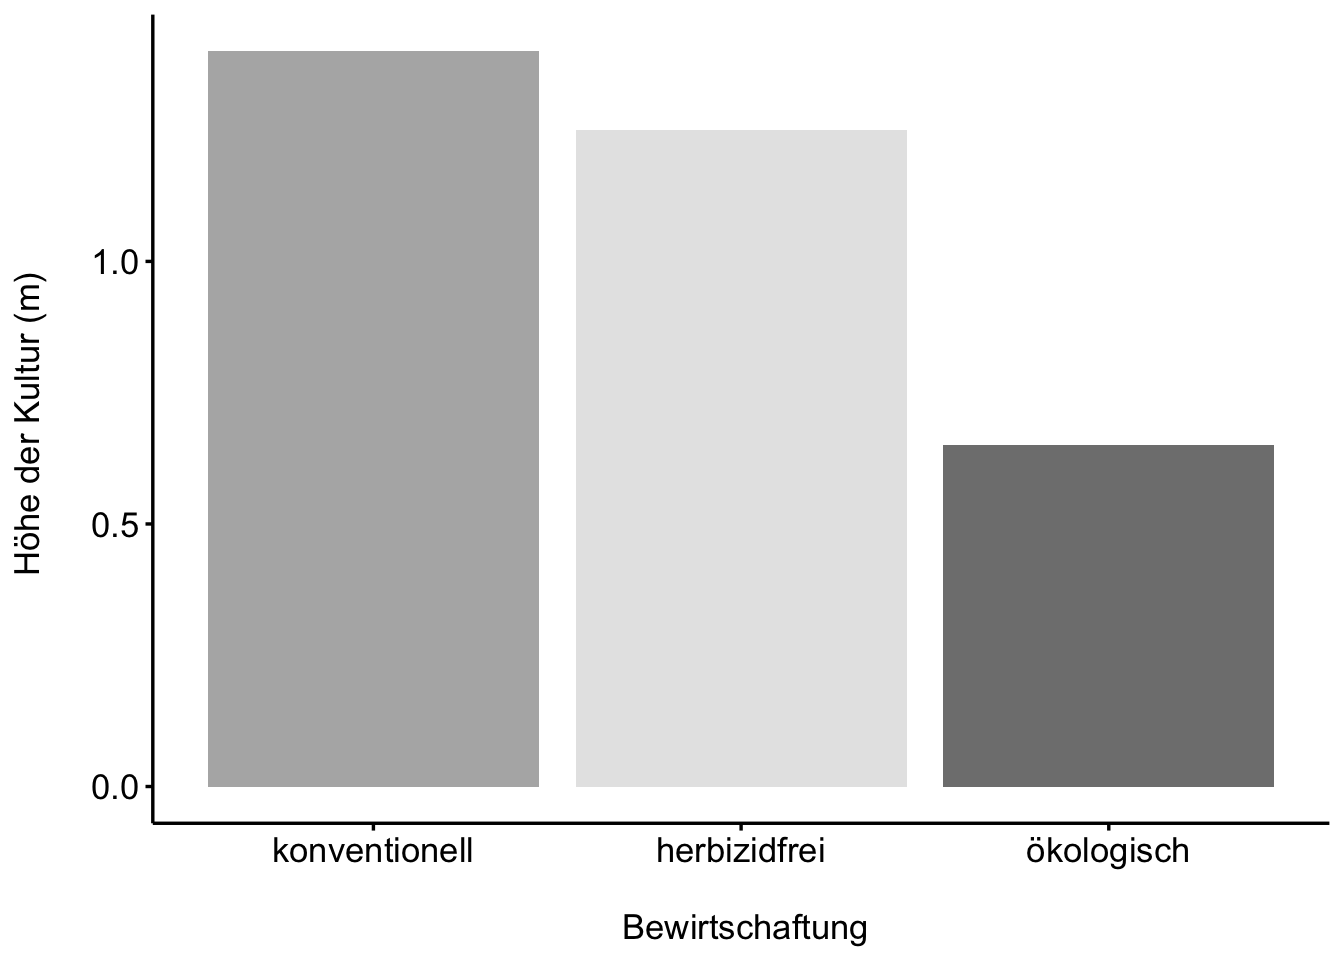 Höhe der Kultur (m)
1.0
0.5
0.0
konventionell herbizidfrei ökologisch
Bewirtschaftung